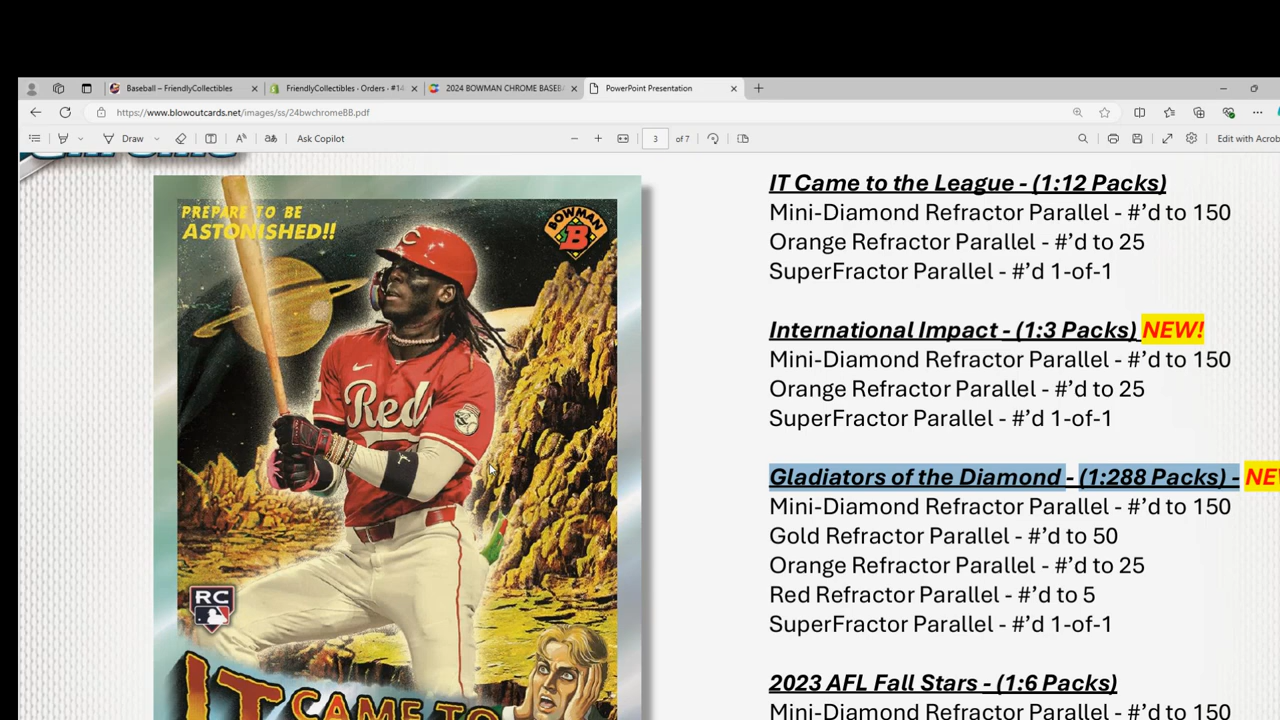 Baseball – FriendlyCollectibles
FriendlyCollectibles · Orders · #14
2024 BOWMAN CHROME BASEBA
PowerPoint Presentation
https://www.blowoutcards.net/images/ss/24bwchromeBB.pdf
Draw
Ask Copilot
3 of 7
Edit with Acrob
PREPARE TO BE
ASTONISHED!!
BOWMAN
B
C
Reds
RC
IT CAME TO
IT Came to the League - (1:12 Packs)
Mini-Diamond Refractor Parallel - #’d to 150
Orange Refractor Parallel - #’d to 25
SuperFractor Parallel - #’d 1-of-1
International Impact - (1:3 Packs) NEW!
Mini-Diamond Refractor Parallel - #’d to 150
Orange Refractor Parallel - #’d to 25
SuperFractor Parallel - #’d 1-of-1
Gladiators of the Diamond - (1:288 Packs) - NE
Mini-Diamond Refractor Parallel - #’d to 150
Gold Refractor Parallel - #’d to 50
Orange Refractor Parallel - #’d to 25
Red Refractor Parallel - #’d to 5
SuperFractor Parallel - #’d 1-of-1
2023 AFL Fall Stars - (1:6 Packs)
Mini-Diamond Refractor Parallel - #’d to 150